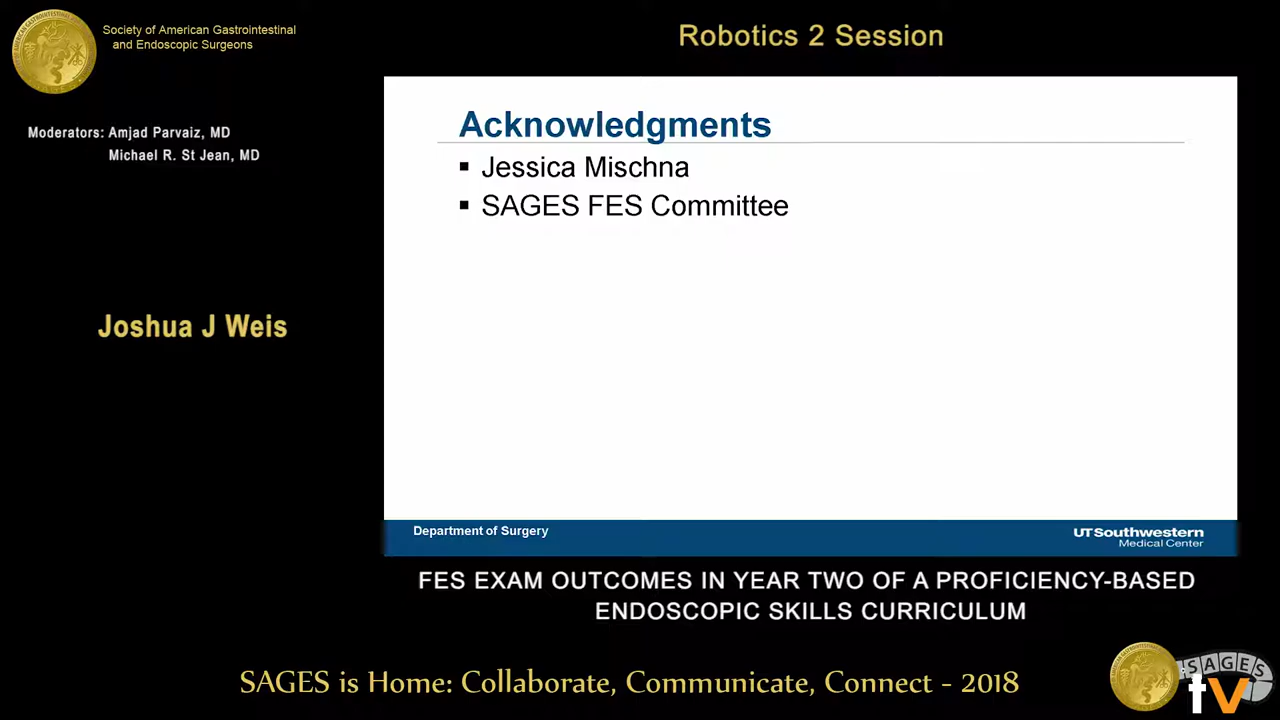 Society of American Gastrointestinal
and Endoscopic Surgeons
Robotics 2 Session
Moderators: Amjad Parvaiz, MD
Michael R. St Jean, MD
Acknowledgments
▪ Jessica Mischna
▪ SAGES FES Committee
Joshua J Weis
Department of Surgery
UTSouthwestern
Medical Center
FES EXAM OUTCOMES IN YEAR TWO OF A PROFICIENCY-BASED
ENDOSCOPIC SKILLS CURRICULUM
SAGES is Home: Collaborate, Communicate, Connect - 2018
SAGES
tv